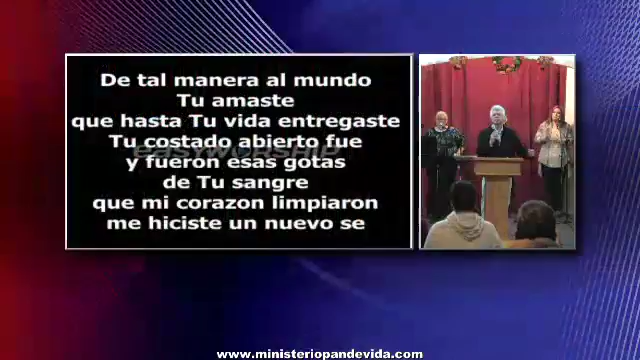 De tal manera al mundo
Tu amaste
que hasta Tu vida entregaste
Tu costado abierto fue
easyworship
y fueron esas gotas
de Tu sangre
que mi corazon limpiaron
me hiciste un nuevo se
www.ministeriopandevida.com